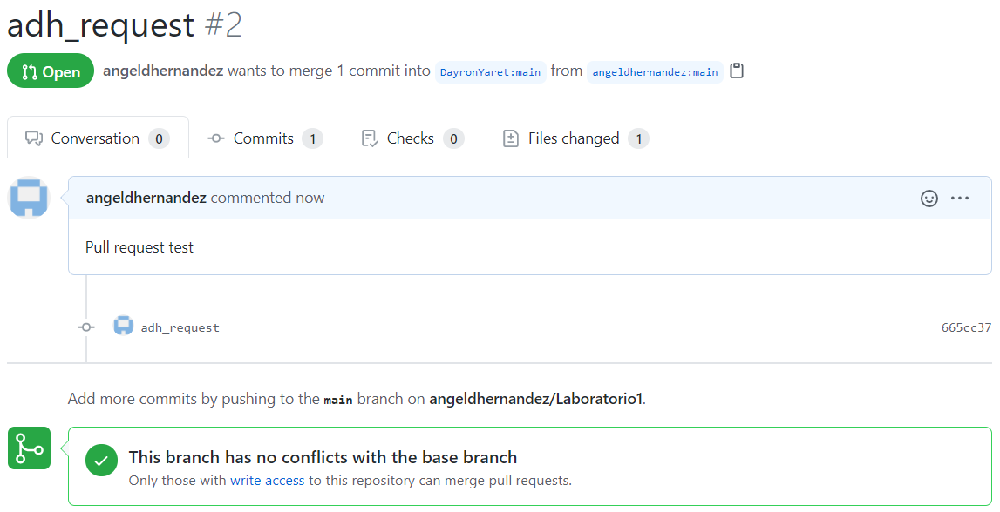 adh_request #2
Open angeldhernandez wants to merge 1 commit into DayronYaret:main from angeldhernandez:main
Conversation 0 Commits 1 Checks 0 Files changed 1
angeldhernandez commented now
Pull request test
adh_request 665cc37
Add more commits by pushing to the main branch on angeldhernandez/Laboratorio1.
This branch has no conflicts with the base branch
Only those with write access to this repository can merge pull requests.